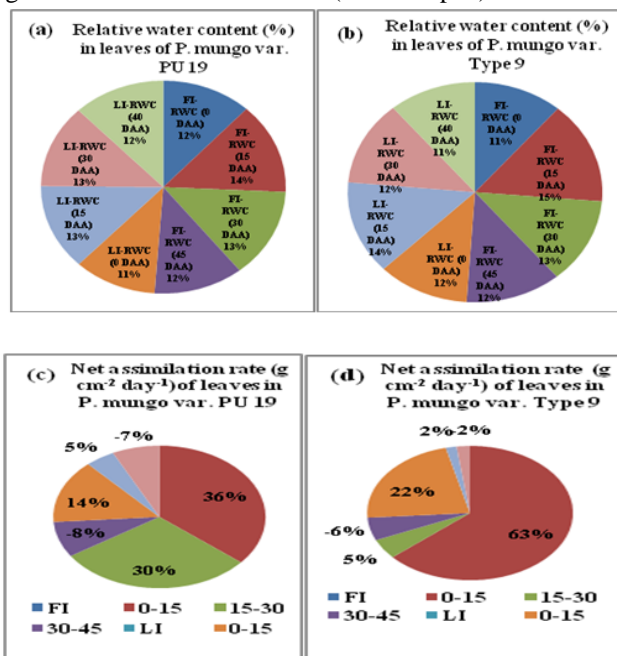 (a) Relative water content (%)
in leaves of P. mungo var.
PU 19
FI-
RWC (0
DAA)
12%
FI-
RWC
(15
DAA)
14%
FI-
RWC
(30
DAA)
13%
FI-
RWC
(45
DAA)
12%
LI-RWC
(0 DAA)
11%
LI-RWC
(15
DAA)
13%
LI-RWC
(30
DAA)
13%
LI-
RWC
(40
DAA)
12%
(b) Relative water content (%)
in leaves of P. mungo var.
Type 9
FI-
RWC (0
DAA)
11%
FI-
RWC
(15
DAA)
15%
FI-
RWC
(30
DAA)
13%
FI-
RWC
(45
DAA)
12%
LI-
RWC (0
DAA)
12%
LI-
RWC
(15
DAA)
14%
LI-
RWC
(30
DAA)
12%
LI-
RWC
(40
DAA)
11%
(c) Net assimilation rate (g
cm-2 day-1)of leaves in
P. mungo var. PU 19
36%
30%
-8%
14%
5%
-7%
FI 0-15 15-30
30-45 LI 0-15
(d) Net assimilation rate (g
cm-2 day-1) of leaves in
P. mungo var. Type 9
63%
5%
-6%
22%
2%
-2%
FI 0-15 15-30
30-45 LI 0-15